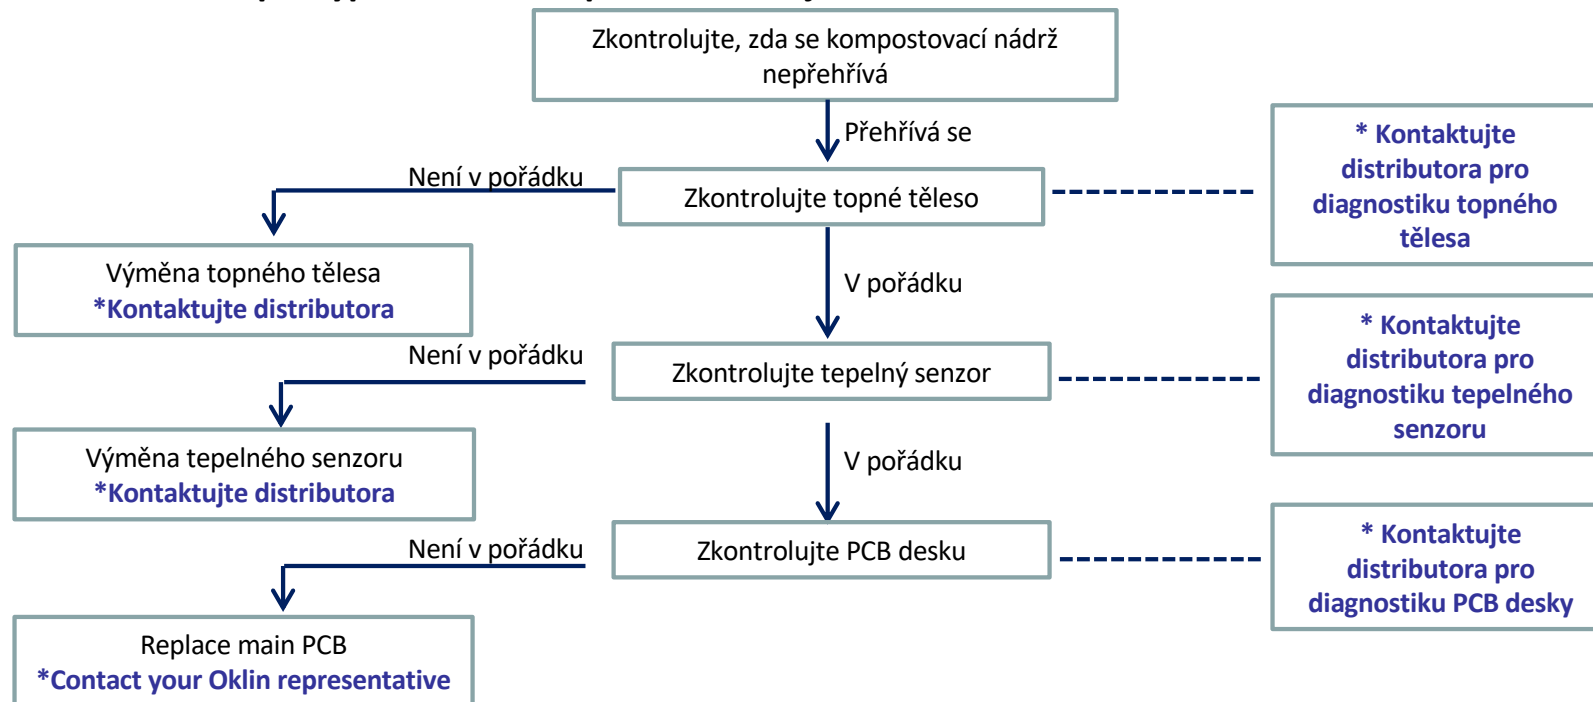 Zkontrolujte, zda se kompostovací nádrž
nepřehřívá
Přehřívá se
* Kontaktujte
distributora pro
diagnostiku topného
tělesa
Není v pořádku
Zkontrolujte topné těleso
Výměna topného tělesa
*Kontaktujte distributora
V pořádku
* Kontaktujte
distributora pro
diagnostiku tepelného
senzoru
Není v pořádku
Zkontrolujte tepelný senzor
Výměna tepelného senzoru
*Kontaktujte distributora
V pořádku
* Kontaktujte
distributora pro
diagnostiku PCB desky
Není v pořádku
Zkontrolujte PCB desku
Replace main PCB
*Contact your Oklin representative